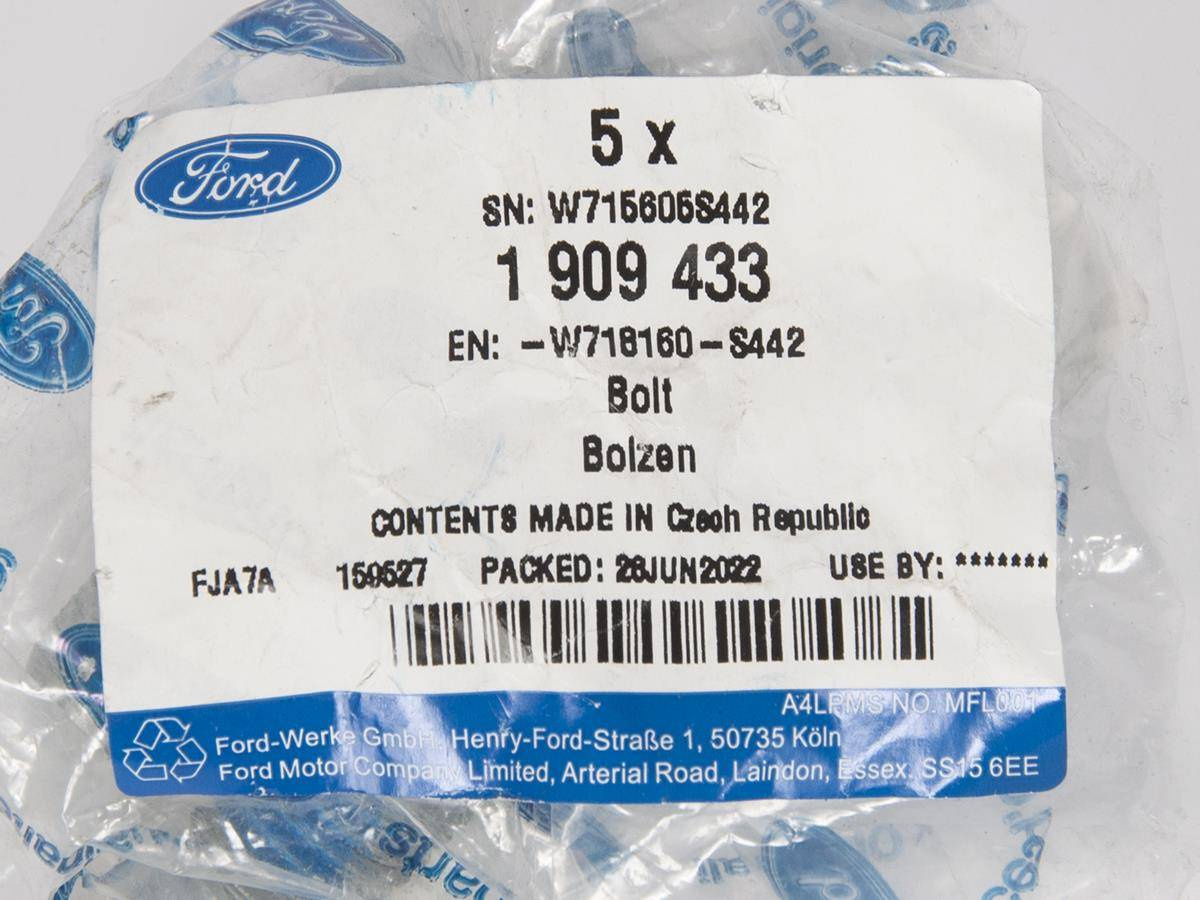 Ford
5 x
SN: W715605S442
1 909 433
EN: -W718160-S442
Bolt
Bolzen
CONTENTS MADE IN Czech Republic
FJA7A 159527 PACKED: 28JUN2022 USE BY: *******
A4LPMS NO. MFL001
Ford-Werke GmbH, Henry-Ford-Straße 1, 50735 Köln
Ford Motor Company Limited, Arterial Road, Laindon, Essex. SS15 6EE